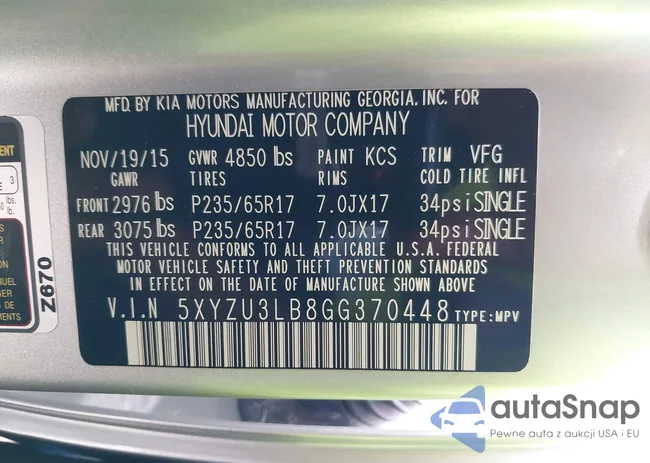 MFD. BY KIA MOTORS MANUFACTURING GEORGIA, INC. FOR
HYUNDAI MOTOR COMPANY
NOV/19/15 GVWR 4850 lbs PAINT KCS TRIM VFG
GAWR TIRES RIMS COLD TIRE INFL
FRONT 2976 lbs P235/65R17 7.0JX17 34psi SINGLE
REAR 3075 lbs P235/65R17 7.0JX17 34psi SINGLE
THIS VEHICLE CONFORMS TO ALL APPLICABLE U.S.A. FEDERAL
MOTOR VEHICLE SAFETY AND THEFT PREVENTION STANDARDS
IN EFFECT ON THE DATE OF MANUFACTURE SHOWN ABOVE
V.I.N 5XYZU3LB8GG370448 TYPE:MPV
Z670
autoSnap
Pewne auta z aukcji USA i EU